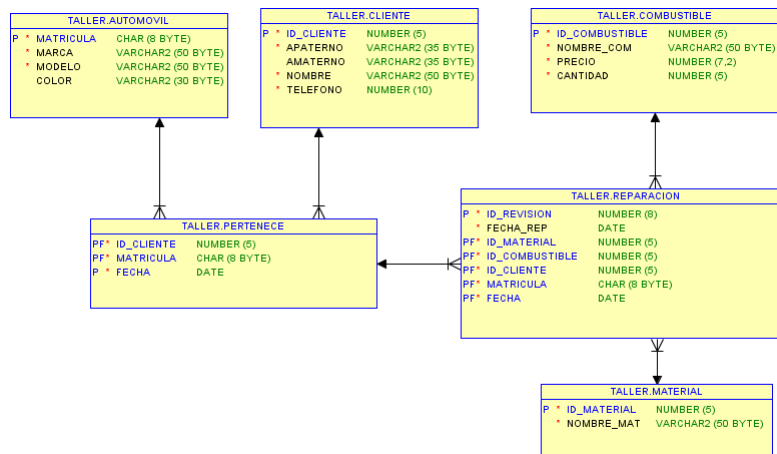 TALLER.AUTOMOVIL
P * MATRICULA CHAR (8 BYTE)
* MARCA VARCHAR2 (50 BYTE)
* MODELO VARCHAR2 (50 BYTE)
COLOR VARCHAR2 (30 BYTE)
TALLER.CLIENTE
P * ID_CLIENTE NUMBER (5)
* APATERNO VARCHAR2 (35 BYTE)
AMATERNO VARCHAR2 (35 BYTE)
* NOMBRE VARCHAR2 (50 BYTE)
* TELEFONO NUMBER (10)
TALLER.COMBUSTIBLE
P * ID_COMBUSTIBLE NUMBER (5)
* NOMBRE_COM VARCHAR2 (50 BYTE)
* PRECIO NUMBER (7,2)
* CANTIDAD NUMBER (5)
TALLER.PERTENECE
PF* ID_CLIENTE NUMBER (5)
PF* MATRICULA CHAR (8 BYTE)
P * FECHA DATE
TALLER.REPARACION
P * ID_REVISION NUMBER (8)
* FECHA_REP DATE
PF* ID_MATERIAL NUMBER (5)
PF* ID_COMBUSTIBLE NUMBER (5)
PF* ID_CLIENTE NUMBER (5)
PF* MATRICULA CHAR (8 BYTE)
PF* FECHA DATE
TALLER.MATERIAL
P * ID_MATERIAL NUMBER (5)
* NOMBRE_MAT VARCHAR2 (50 BYTE)